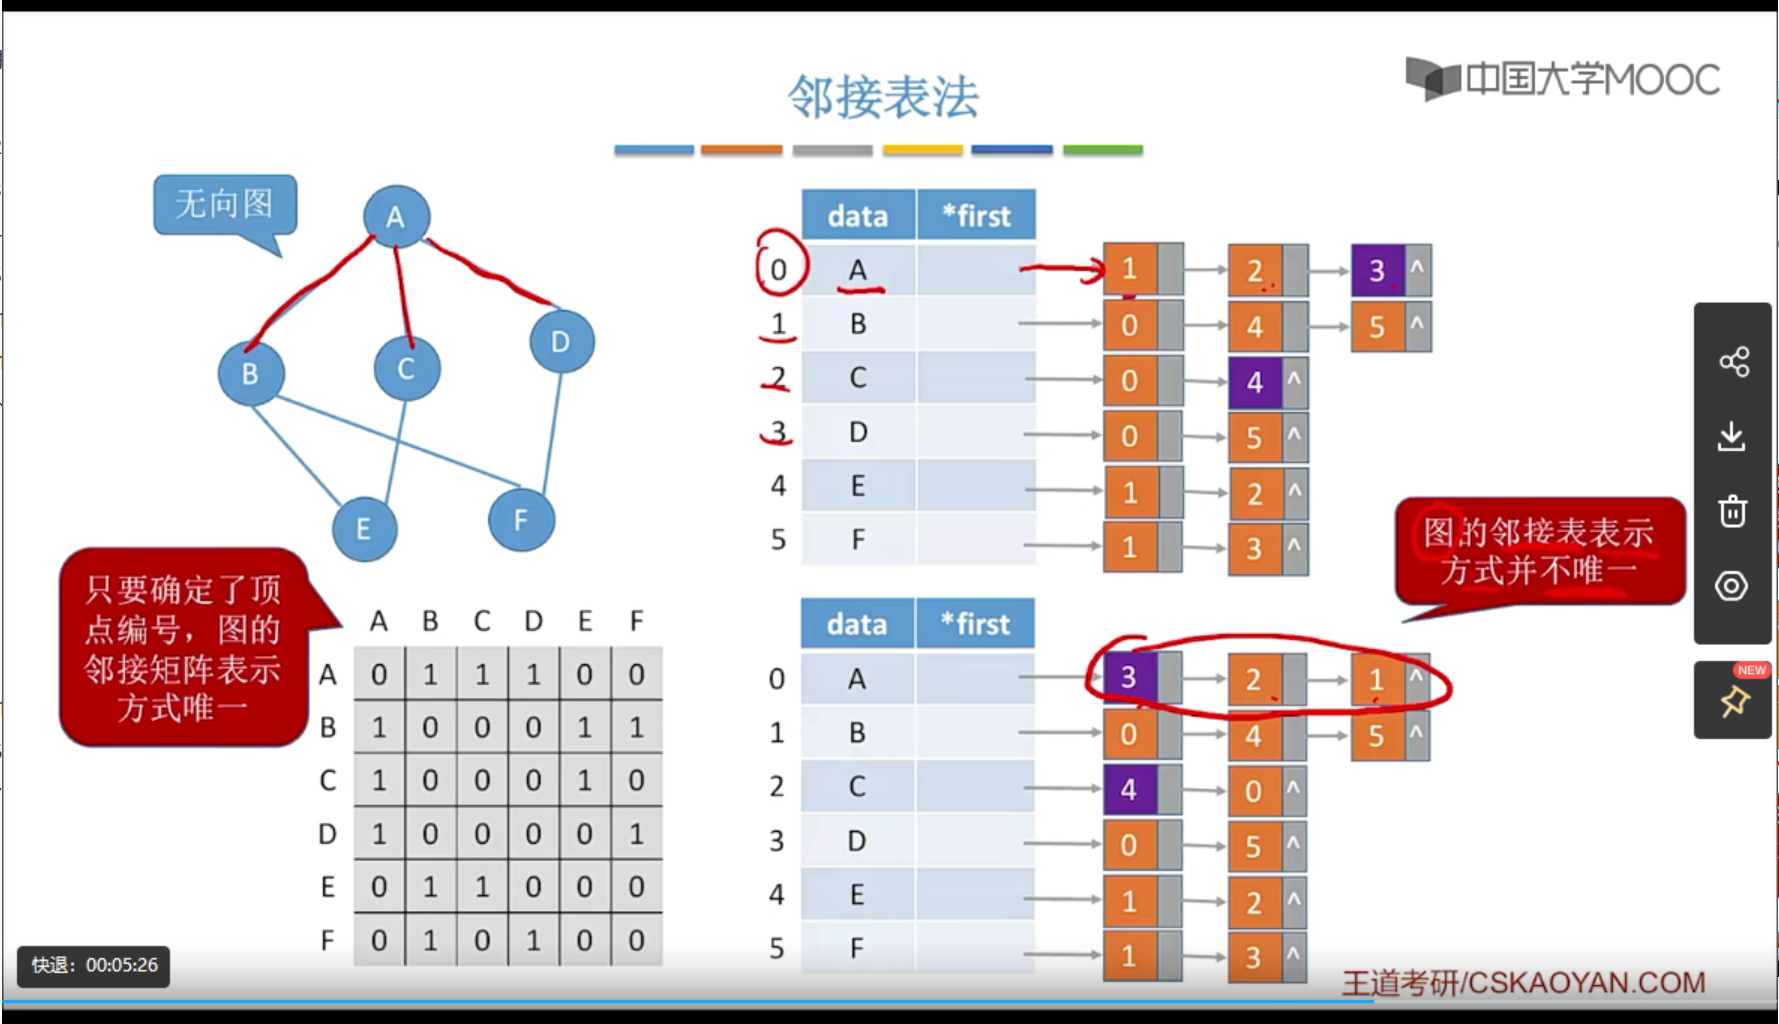 邻接表法
中国大学MOOC
无向图
A
B
C
D
E
F
只要确定了顶
点编号，图的
邻接矩阵表示
方式唯一
A B C D E F
A 0 1 1 1 0 0
B 1 0 0 0 1 1
C 1 0 0 0 1 0
D 1 0 0 0 0 1
E 0 1 1 0 0 0
F 0 1 0 1 0 0
data *first
0 A 1 2 3 ^
1 B 0 4 5 ^
2 C 0 4 ^
3 D 0 5 ^
4 E 1 2 ^
5 F 1 3 ^
图的邻接表表示
方式并不唯一
data *first
0 A 3 2 1 ^
1 B 0 4 5 ^
2 C 4 0 ^
3 D 0 5 ^
4 E 1 2 ^
5 F 1 3 ^
NEW
快退：00:05:26
王道考研/CSKAOYAN.COM